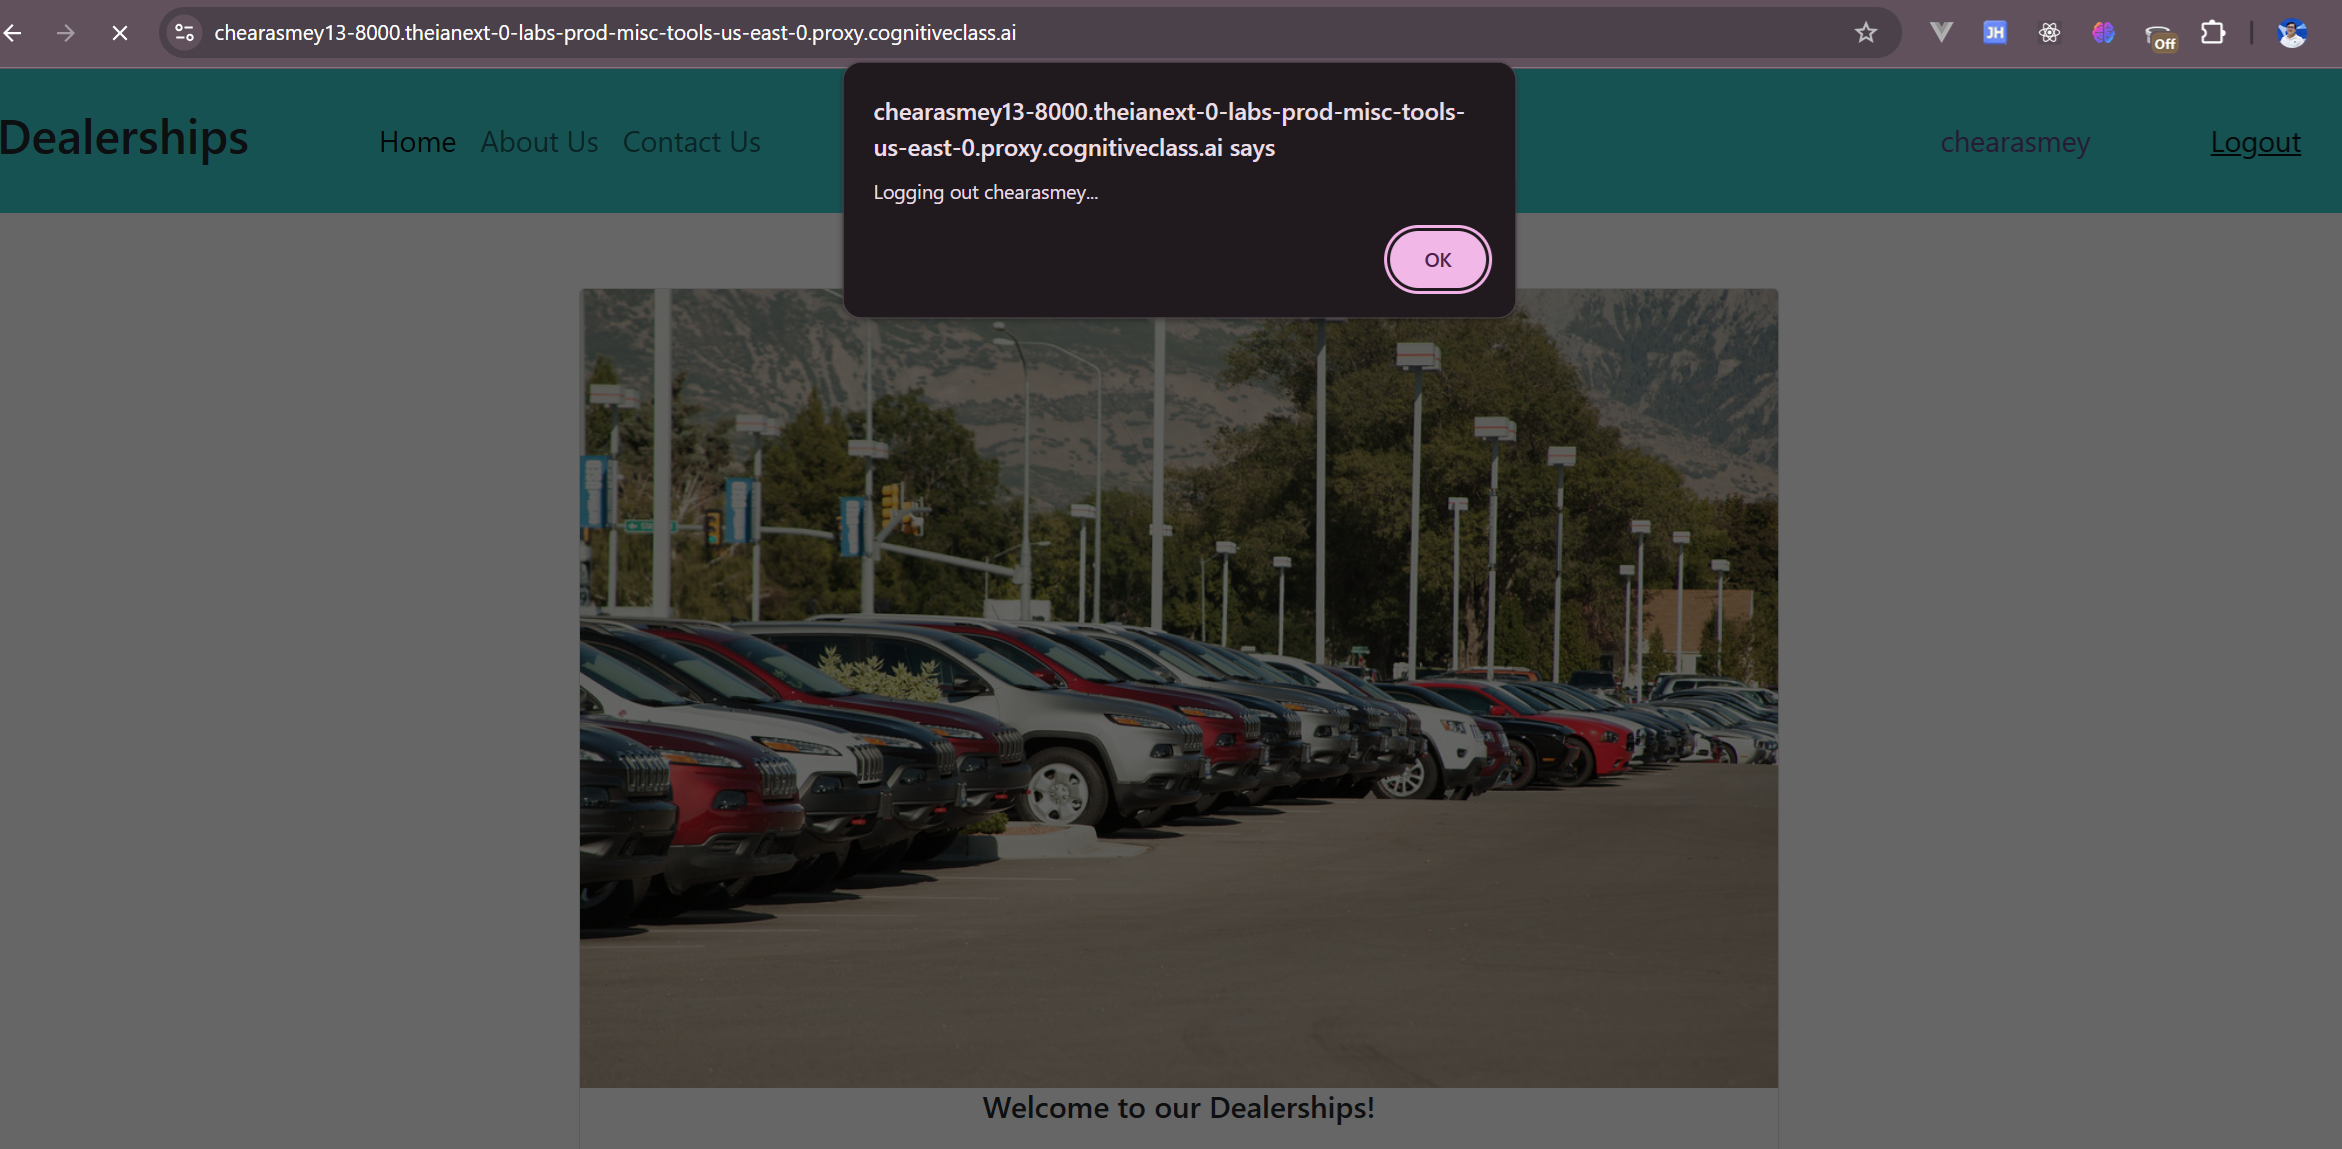 chearasmey13-8000.theianext-0-labs-prod-misc-tools-us-east-0.proxy.cognitiveclass.ai
JH
Off
chearasmey13-8000.theianext-0-labs-prod-misc-tools-
us-east-0.proxy.cognitiveclass.ai says
Logging out chearasmey...
OK
Dealerships
Home
About Us
Contact Us
chearasmey
Logout
Welcome to our Dealerships!